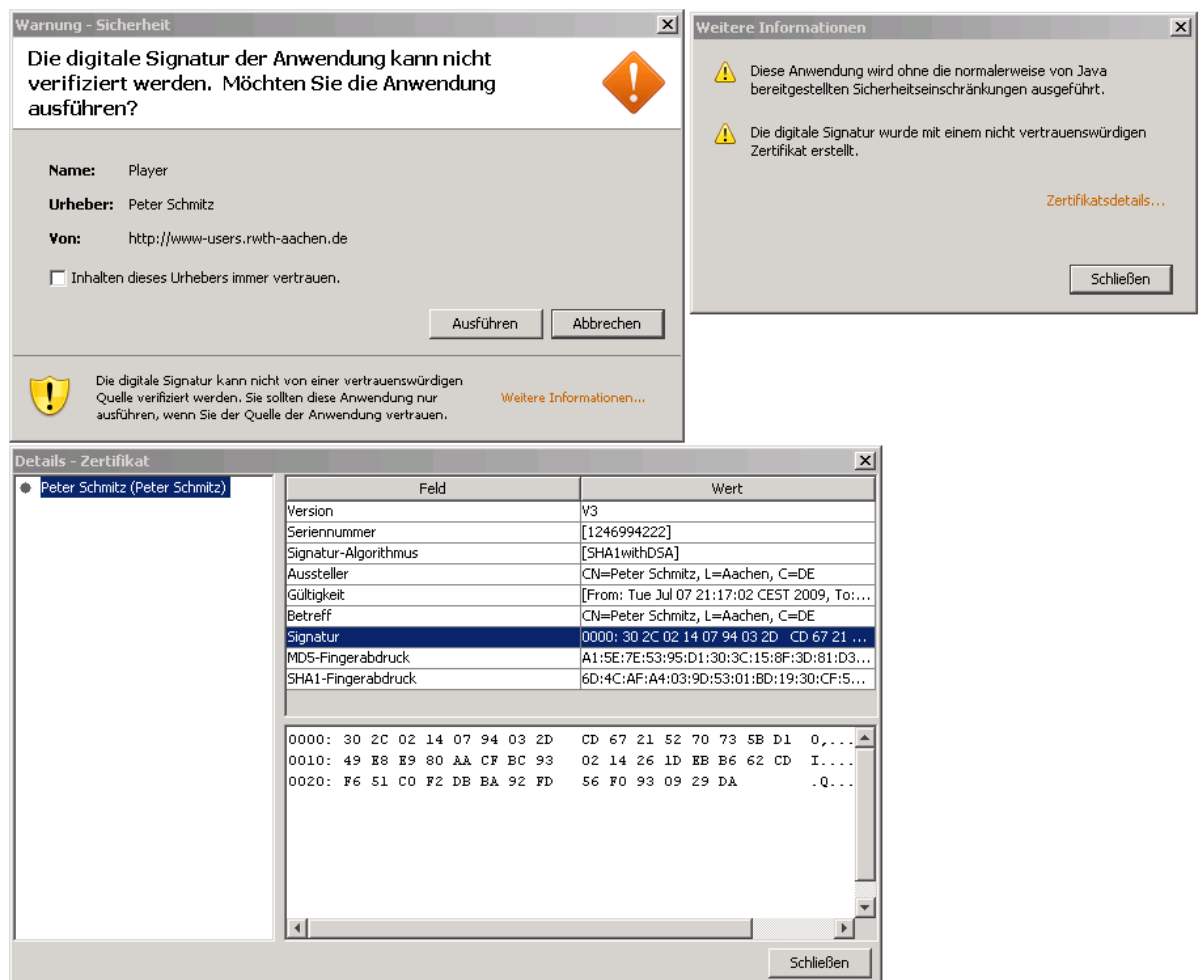 Warnung - Sicherheit
Die digitale Signatur der Anwendung kann nicht
verifiziert werden. Möchten Sie die Anwendung
ausführen?
Name: Player
Urheber: Peter Schmitz
Von: http://www-users.rwth-aachen.de
Inhalten dieses Urhebers immer vertrauen.
Ausführen Abbrechen
Die digitale Signatur kann nicht von einer vertrauenswürdigen
Quelle verifiziert werden. Sie sollten diese Anwendung nur
ausführen, wenn Sie der Quelle der Anwendung vertrauen.
Weitere Informationen...
Weitere Informationen
Diese Anwendung wird ohne die normalerweise von Java
bereitgestellten Sicherheitseinschränkungen ausgeführt.
Die digitale Signatur wurde mit einem nicht vertrauenswürdigen
Zertifikat erstellt.
Zertifikatsdetails...
Schließen
Details - Zertifikat
Peter Schmitz (Peter Schmitz)
Feld Wert
Version V3
Seriennummer [1246994222]
Signatur-Algorithmus [SHA1withDSA]
Aussteller CN=Peter Schmitz, L=Aachen, C=DE
Gültigkeit [From: Tue Jul 07 21:17:02 CEST 2009, To:...
Betreff CN=Peter Schmitz, L=Aachen, C=DE
Signatur 0000: 30 2C 02 14 07 94 03 2D CD 67 21 ...
MD5-Fingerabdruck A1:5E:7E:53:95:D1:30:3C:15:8F:3D:81:D3...
SHA1-Fingerabdruck 6D:4C:AF:A4:03:9D:53:01:BD:19:30:CF:5...
0000: 30 2C 02 14 07 94 03 2D CD 67 21 52 70 73 5B D1 0,...
0010: 49 E8 E9 80 AA CF BC 93 02 14 26 1D EB B6 62 CD I....
0020: F6 51 C0 F2 DB BA 92 FD 56 F0 93 09 29 DA .Q...
Schließen